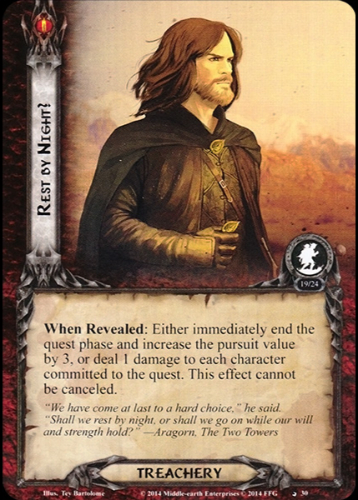 REST BY NIGHT?
19/24
When Revealed: Either immediately end the
quest phase and increase the pursuit value
by 3, or deal 1 damage to each character
committed to the quest. This effect cannot
be canceled.
“We have come at last to a hard choice,” he said.
“Shall we rest by night, or shall we go on while our will
and strength hold?” —Aragorn, The Two Towers
TREACHERY
Illus. Tey Bartolome
© 2014 Middle-earth Enterprises © 2014 FFG
30